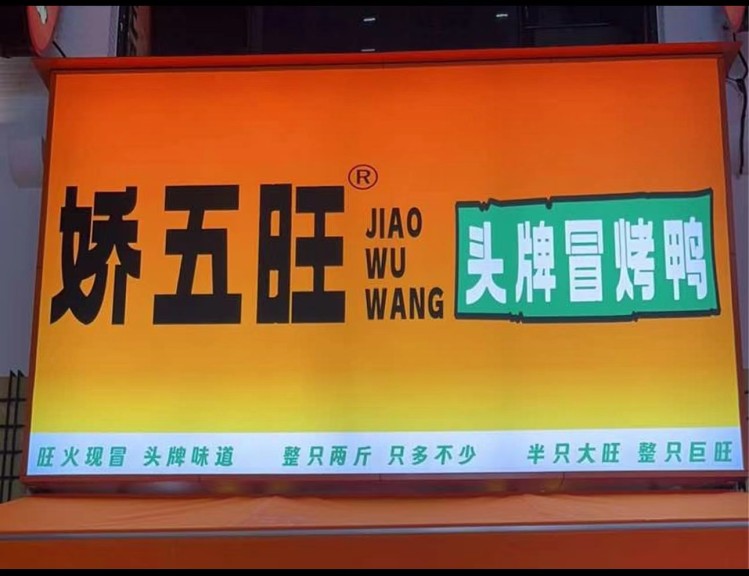 娇五旺®
JIAO
WU
WANG
头牌冒烤鸭
旺火现冒 头牌味道 整只两斤 只多不少 半只大旺 整只巨旺